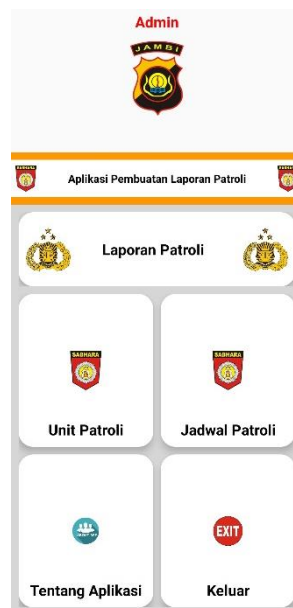 Admin
JAMBI
Aplikasi Pembuatan Laporan Patroli
Laporan Patroli
SABHARA
SABHARA
Unit Patroli
Jadwal Patroli
EXIT
Tentang Aplikasi
Keluar